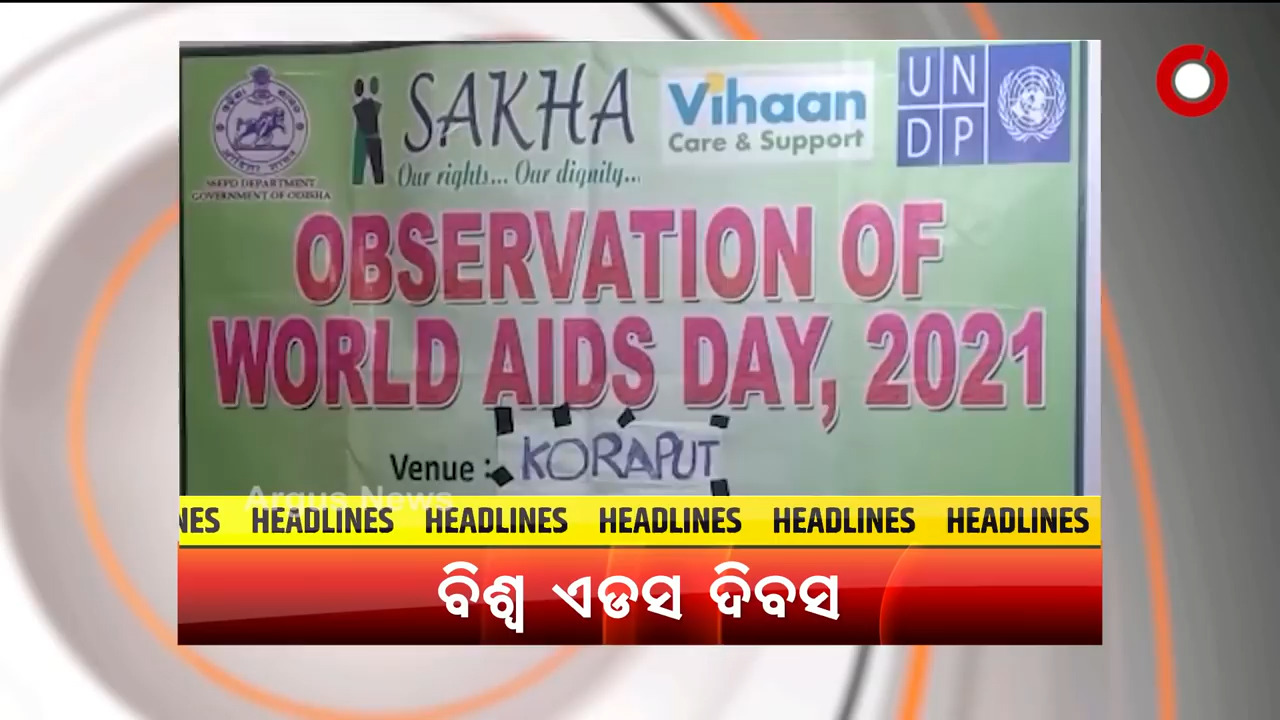 SAKHA
Our rights... Our dignity...
Vihaan
Care & Support
UN
DP
SSEPD DEPARTMENT
GOVERNMENT OF ODISHA
OBSERVATION OF
WORLD AIDS DAY, 2021
Venue : KORAPUT
Argus News
NES HEADLINES HEADLINES HEADLINES HEADLINES HEADLINES
ବିଶ୍ୱ ଏଡସ ଦିବସ